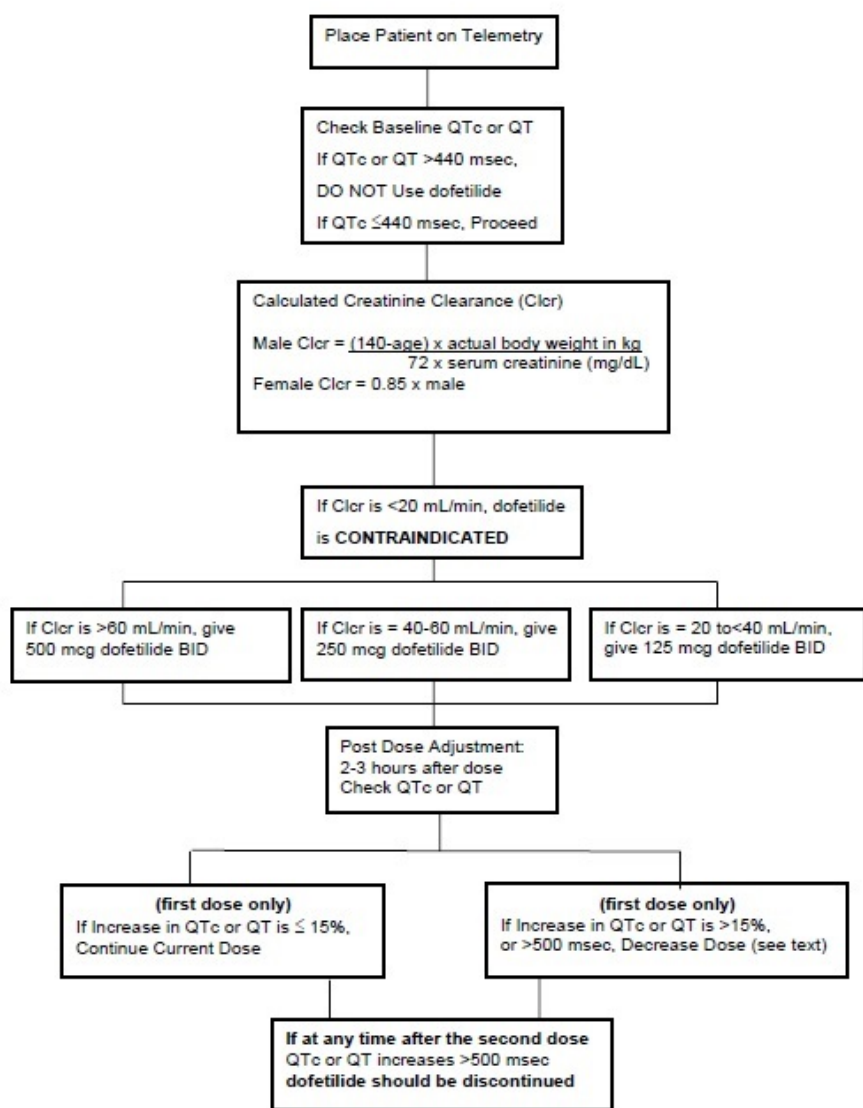 Place Patient on Telemetry
Check Baseline QTc or QT
If QTc or QT >440 msec,
DO NOT Use dofetilide
If QTc ≤440 msec, Proceed
Calculated Creatinine Clearance (Clcr)
Male Clcr = (140-age) x actual body weight in kg
72 x serum creatinine (mg/dL)
Female Clcr = 0.85 x male
If Clcr is <20 mL/min, dofetilide
is CONTRAINDICATED
If Clcr is >60 mL/min, give
500 mcg dofetilide BID
If Clcr is = 40-60 mL/min, give
250 mcg dofetilide BID
If Clcr is = 20 to<40 mL/min,
give 125 mcg dofetilide BID
Post Dose Adjustment:
2-3 hours after dose
Check QTc or QT
(first dose only)
If Increase in QTc or QT is ≤ 15%,
Continue Current Dose
(first dose only)
If Increase in QTc or QT is >15%,
or >500 msec, Decrease Dose (see text)
If at any time after the second dose
QTc or QT increases >500 msec
dofetilide should be discontinued